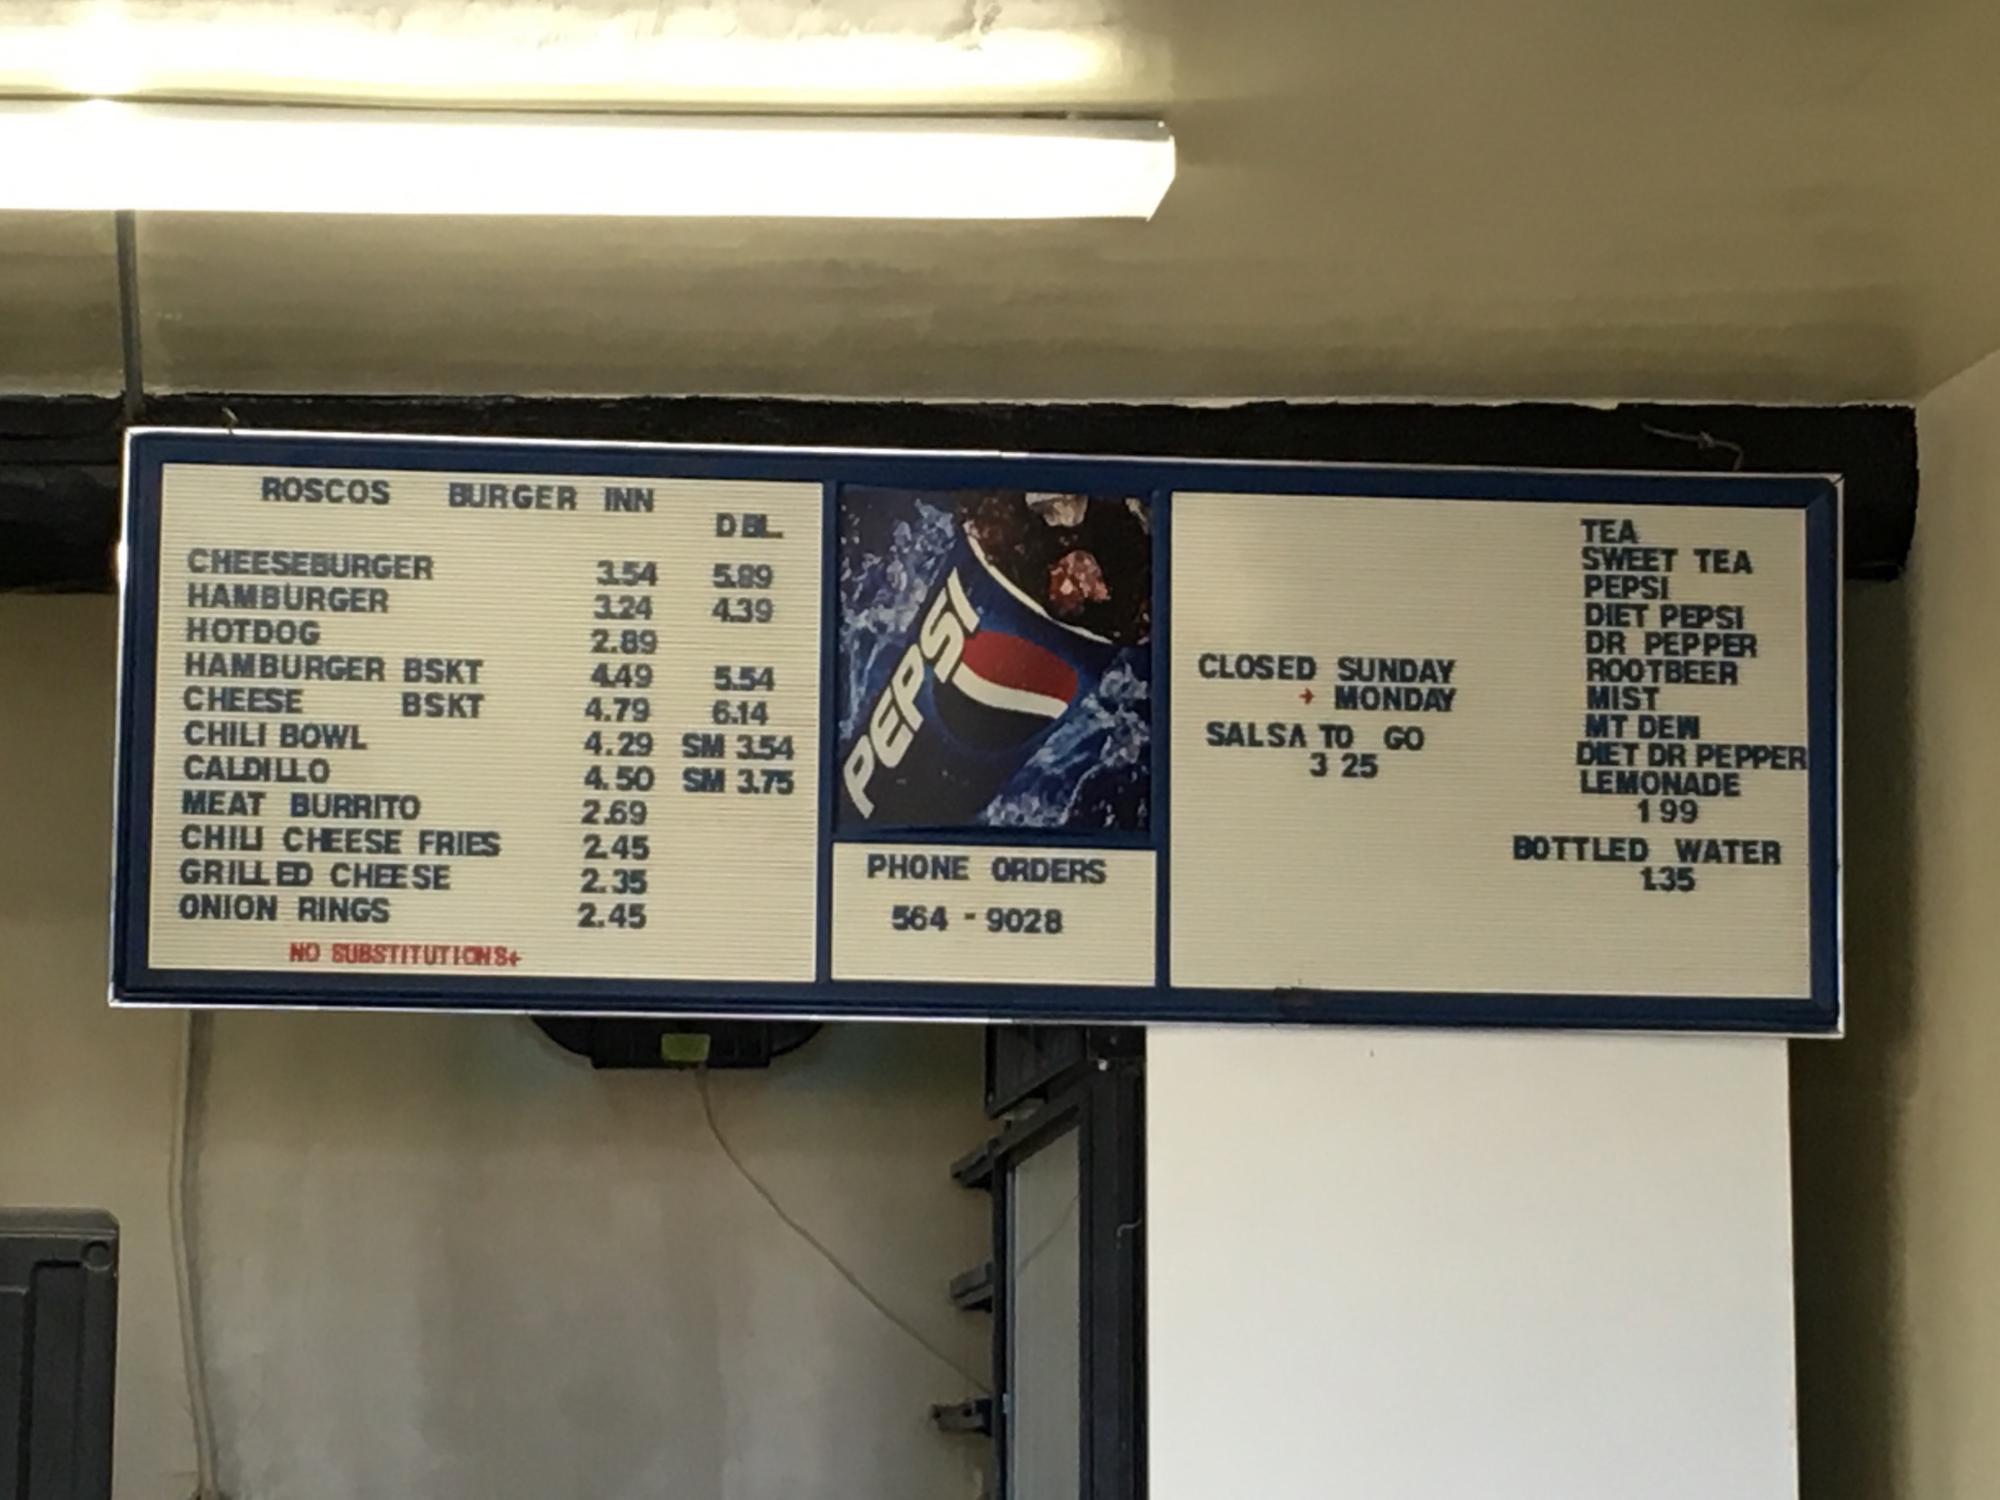 ROSCOS BURGER INN
DBL.
CHEESEBURGER 3.54 5.89
HAMBURGER 3.24 4.39
HOTDOG 2.89
HAMBURGER BSKT 4.49 5.54
CHEESE BSKT 4.79 6.14
CHILI BOWL 4.29 SM 3.54
CALDILLO 4.50 SM 3.75
MEAT BURRITO 2.69
CHILI CHEESE FRIES 2.45
GRILLED CHEESE 2.35
ONION RINGS 2.45
NO SUBSTITUTIONS+
PEPSI
PHONE ORDERS
564 - 9028
CLOSED SUNDAY
+ MONDAY
SALSA TO GO
3 25
TEA
SWEET TEA
PEPSI
DIET PEPSI
DR PEPPER
ROOTBEER
MIST
MT DEW
DIET DR PEPPER
LEMONADE
1 99
BOTTLED WATER
1.35